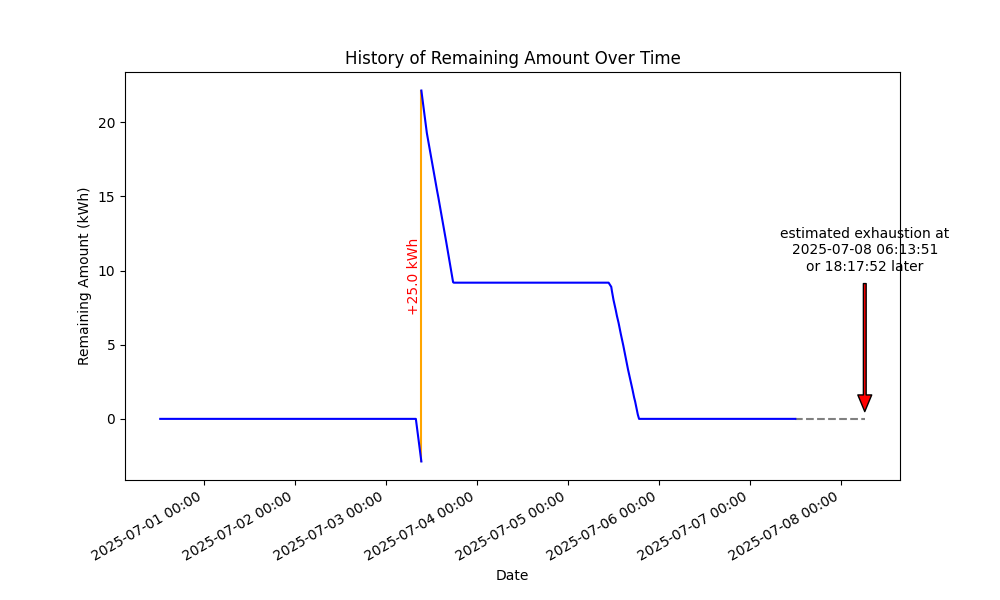 History of Remaining Amount Over Time
20
15
10
5
0
Remaining Amount (kWh)
+25.0 kWh
estimated exhaustion at
2025-07-08 06:13:51
or 18:17:52 later
2025-07-01 00:00
2025-07-02 00:00
2025-07-03 00:00
2025-07-04 00:00
2025-07-05 00:00
2025-07-06 00:00
2025-07-07 00:00
2025-07-08 00:00
Date